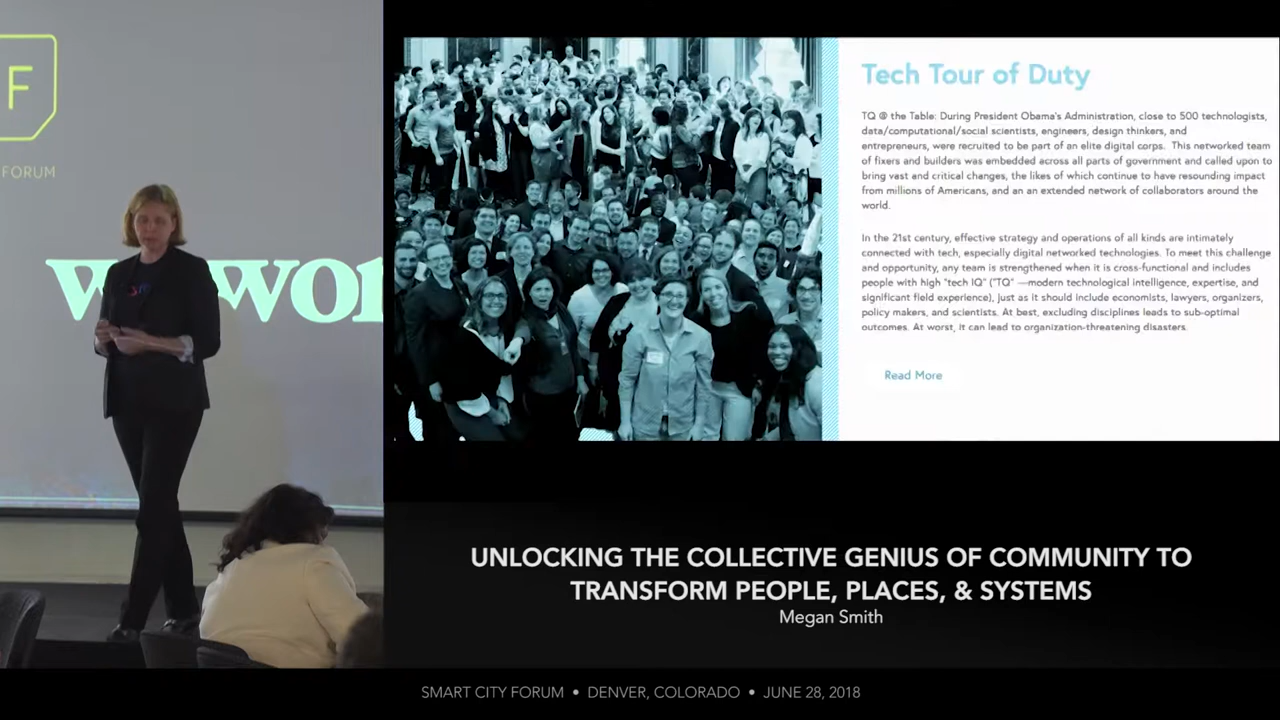 F
FORUM
wewor
Tech Tour of Duty
TQ @ the Table: During President Obama's Administration, close to 500 technologists,
data/computational/social scientists, engineers, design thinkers, and
entrepreneurs, were recruited to be part of an elite digital corps. This networked team
of fixers and builders was embedded across all parts of government and called upon to
bring vast and critical changes, the likes of which continue to have resounding impact
from millions of Americans, and an an extended network of collaborators around the
world.
In the 21st century, effective strategy and operations of all kinds are intimately
connected with tech, especially digital networked technologies. To meet this challenge
and opportunity, any team is strengthened when it is cross-functional and includes
people with high "tech IQ" ("TQ" —modern technological intelligence, expertise, and
significant field experience), just as it should include economists, lawyers, organizers,
policy makers, and scientists. At best, excluding disciplines leads to sub-optimal
outcomes. At worst, it can lead to organization-threatening disasters.
Read More
UNLOCKING THE COLLECTIVE GENIUS OF COMMUNITY TO
TRANSFORM PEOPLE, PLACES, & SYSTEMS
Megan Smith
SMART CITY FORUM • DENVER, COLORADO • JUNE 28, 2018